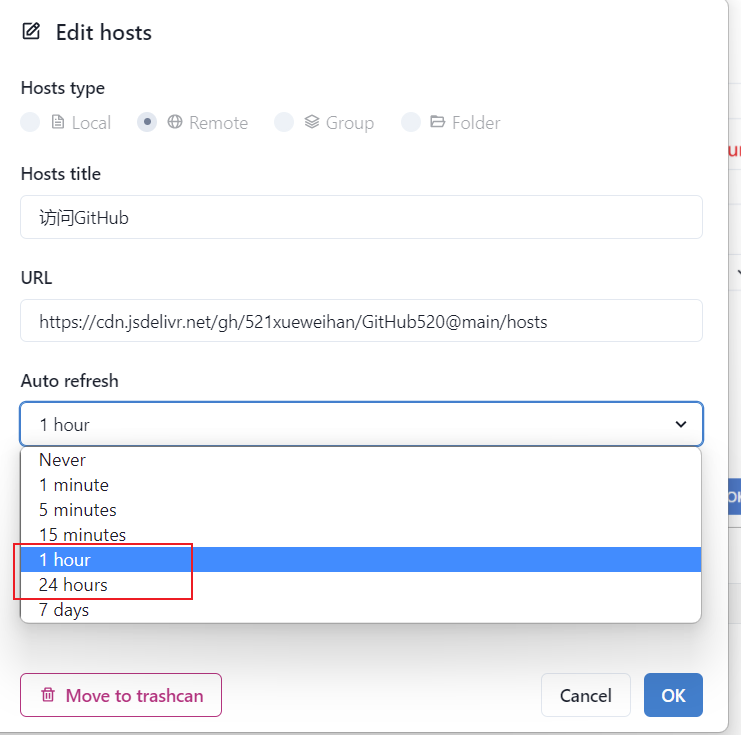 Edit hosts
Hosts type
Local Remote Group Folder
Hosts title
访问GitHub
URL
https://cdn.jsdelivr.net/gh/521xueweihan/GitHub520@main/hosts
Auto refresh
1 hour
Never
1 minute
5 minutes
15 minutes
1 hour
24 hours
7 days
Move to trashcan Cancel OK